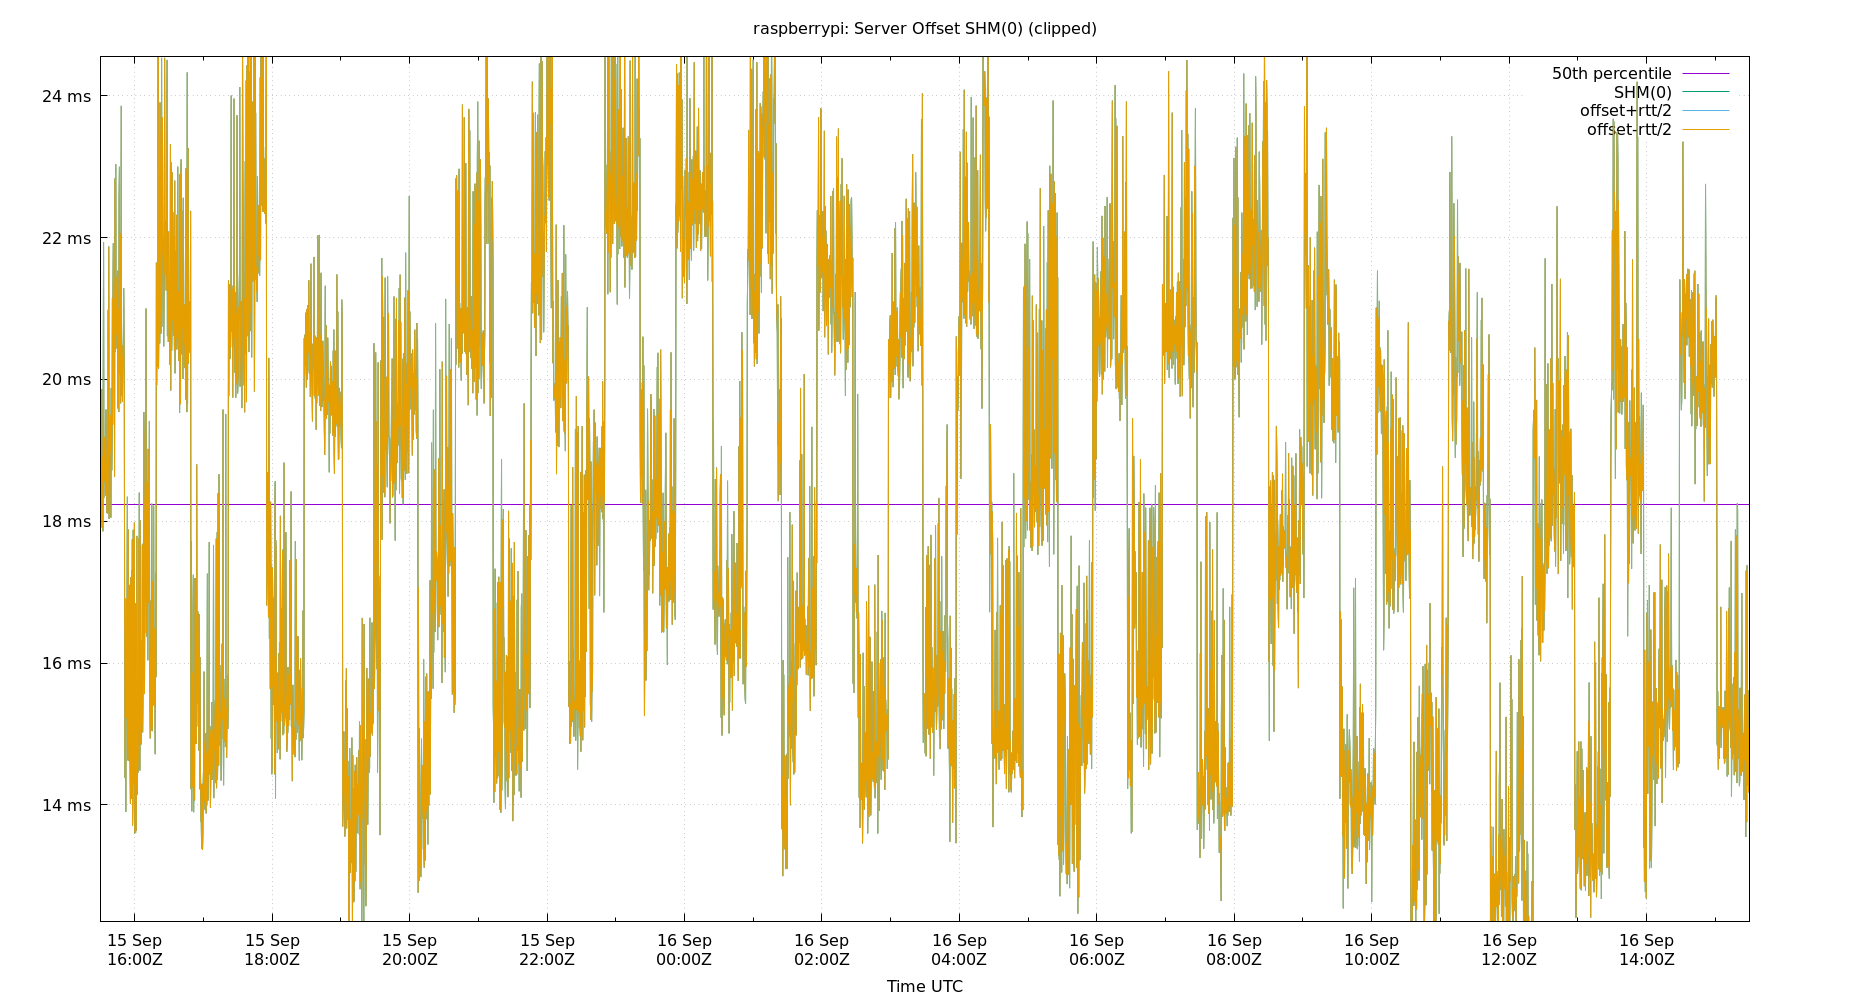 raspberrypi: Server Offset SHM(0) (clipped)
50th percentile
SHM(0)
offset+rtt/2
offset-rtt/2
24 ms
22 ms
20 ms
18 ms
16 ms
14 ms
15 Sep 15 Sep 15 Sep 15 Sep 16 Sep 16 Sep 16 Sep 16 Sep 16 Sep 16 Sep 16 Sep 16 Sep
16:00Z 18:00Z 20:00Z 22:00Z 00:00Z 02:00Z 04:00Z 06:00Z 08:00Z 10:00Z 12:00Z 14:00Z
Time UTC